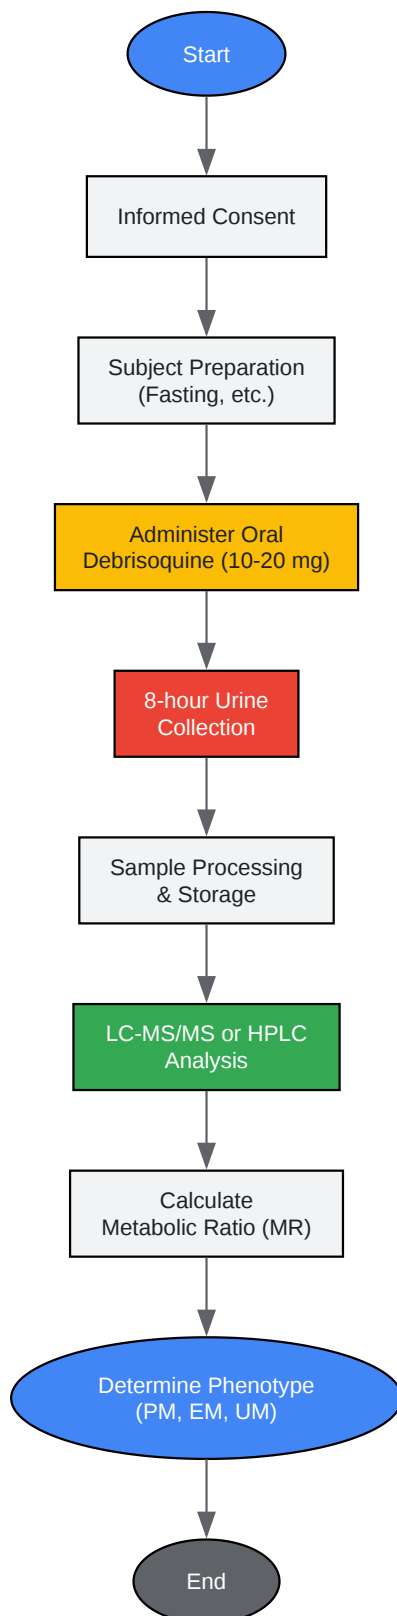 Start
Informed Consent
Subject Preparation
(Fasting, etc.)
Administer Oral
Debrisoquine (10-20 mg)
8-hour Urine
Collection
Sample Processing
& Storage
LC-MS/MS or HPLC
Analysis
Calculate
Metabolic Ratio (MR)
Determine Phenotype
(PM, EM, UM)
End